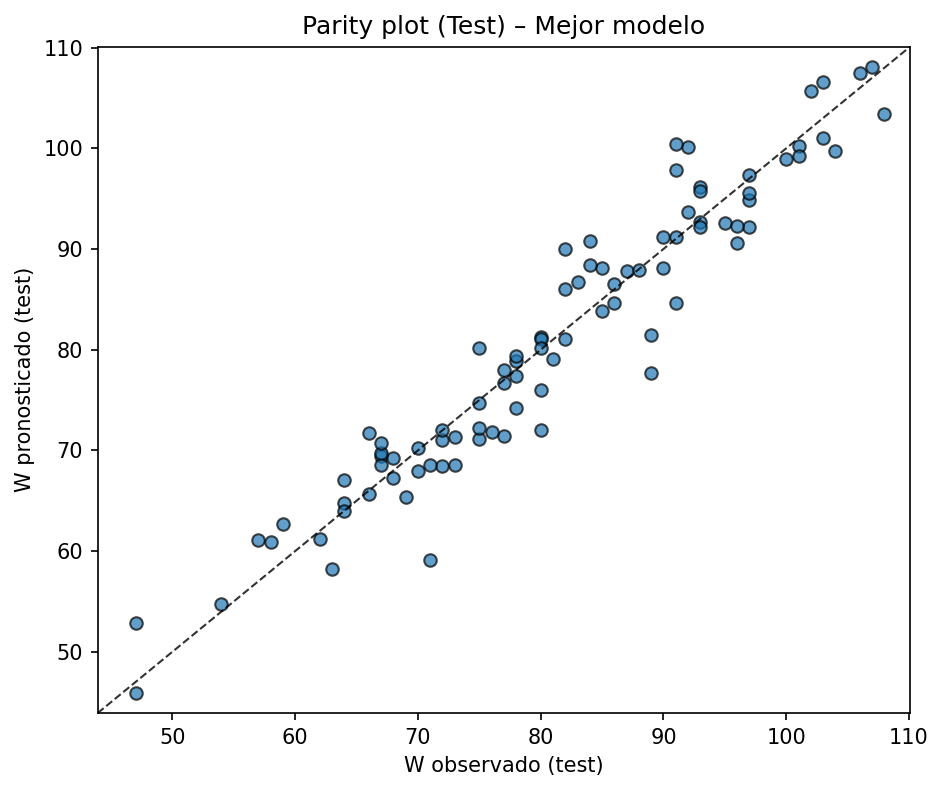 Parity plot (Test) – Mejor modelo
110
100
90
80
70
60
50
W pronosticado (test)
50 60 70 80 90 100 110
W observado (test)